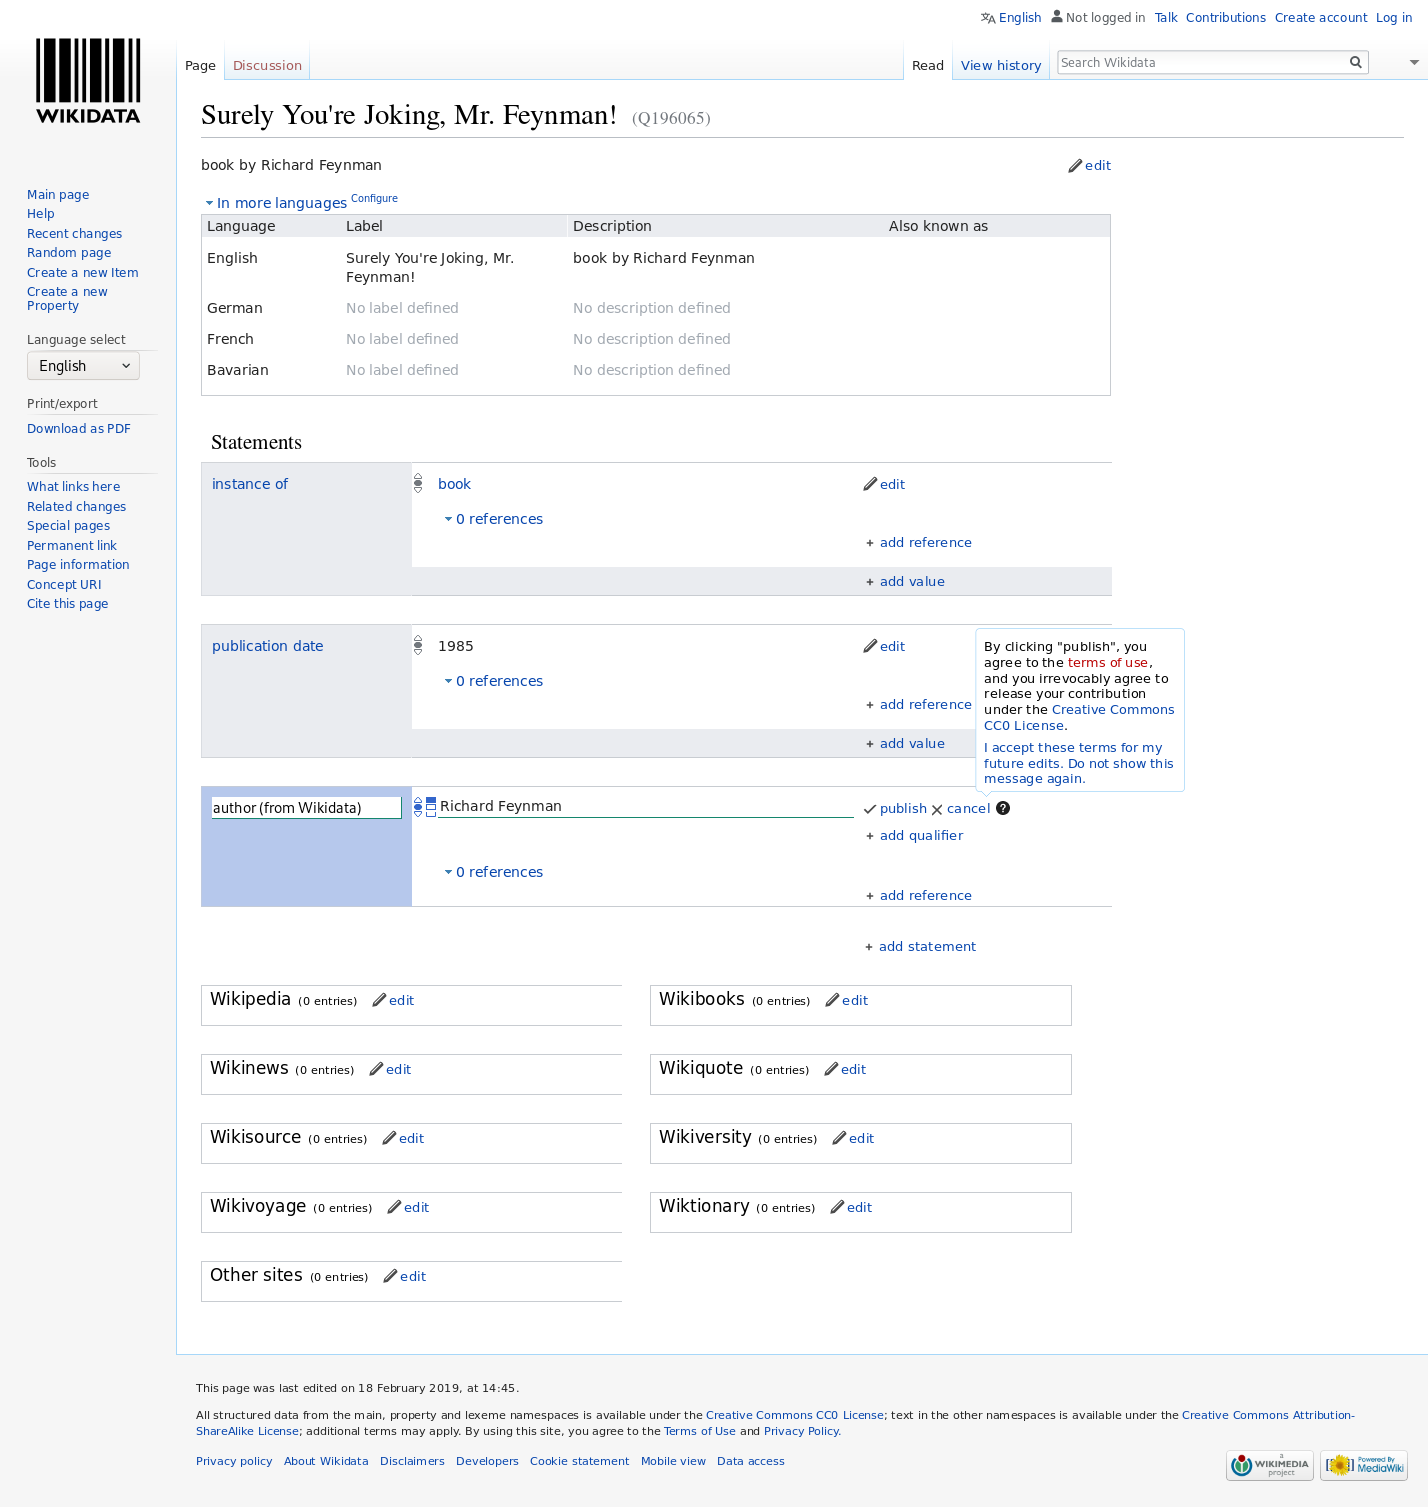 English Not logged in Talk Contributions Create account Log in
WIKIDATA
Page Discussion Read View history Search Wikidata
Surely You're Joking, Mr. Feynman! (Q196065)
book by Richard Feynman edit
In more languages Configure
Language Label Description Also known as
English Surely You're Joking, Mr. Feynman! book by Richard Feynman
German No label defined No description defined
French No label defined No description defined
Bavarian No label defined No description defined
Main page
Help
Recent changes
Random page
Create a new Item
Create a new
Property
Language select
English
Print/export
Download as PDF
Tools
What links here
Related changes
Special pages
Permanent link
Page information
Concept URI
Cite this page
Statements
instance of book edit
0 references
+ add reference
+ add value
publication date 1985 edit
0 references
+ add reference
+ add value
By clicking "publish", you
agree to the terms of use,
and you irrevocably agree to
release your contribution
under the Creative Commons
CC0 License.
I accept these terms for my
future edits. Do not show this
message again.
author (from Wikidata) Richard Feynman publish cancel ?
+ add qualifier
0 references
+ add reference
+ add statement
Wikipedia (0 entries) edit Wikibooks (0 entries) edit
Wikinews (0 entries) edit Wikiquote (0 entries) edit
Wikisource (0 entries) edit Wikiversity (0 entries) edit
Wikivoyage (0 entries) edit Wiktionary (0 entries) edit
Other sites (0 entries) edit
This page was last edited on 18 February 2019, at 14:45.
All structured data from the main, property and lexeme namespaces is available under the Creative Commons CC0 License; text in the other namespaces is available under the Creative Commons Attribution-
ShareAlike License; additional terms may apply. By using this site, you agree to the Terms of Use and Privacy Policy.
Privacy policy About Wikidata Disclaimers Developers Cookie statement Mobile view Data access
a
WIKIMEDIA
project
Powered By
MediaWiki